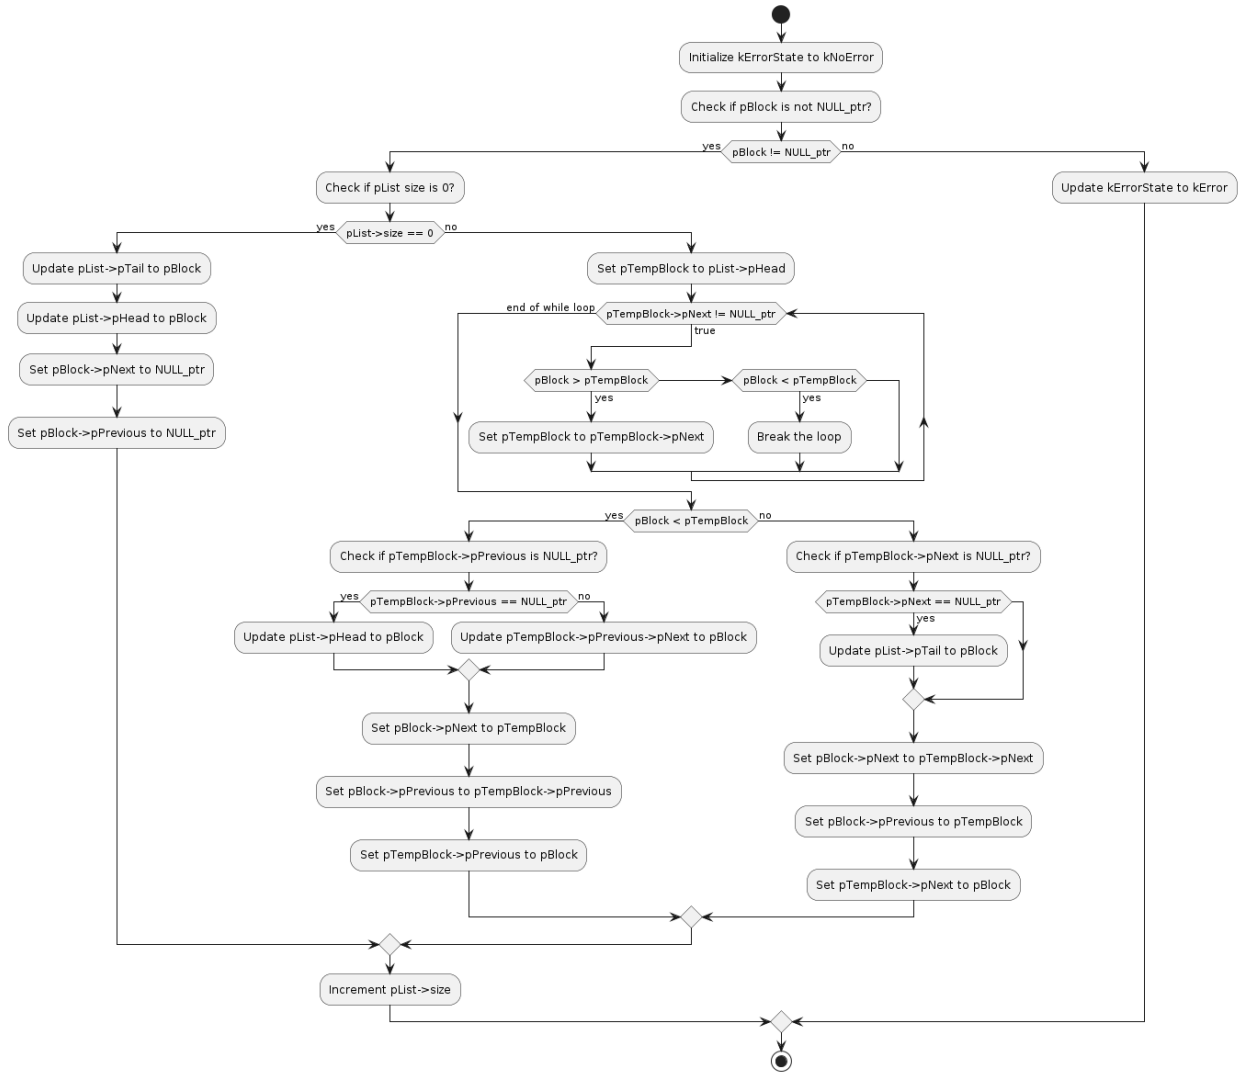 Initialize kErrorState to kNoError
Check if pBlock is not NULL_ptr?
yes
pBlock != NULL_ptr
no
Check if pList size is 0?
Update kErrorState to kError
yes
pList->size == 0
no
Update pList->pTail to pBlock
Update pList->pHead to pBlock
Set pBlock->pNext to NULL_ptr
Set pBlock->pPrevious to NULL_ptr
Set pTempBlock to pList->pHead
end of while loop
pTempBlock->pNext != NULL_ptr
true
pBlock > pTempBlock
pBlock < pTempBlock
yes
yes
Set pTempBlock to pTempBlock->pNext
Break the loop
yes
pBlock < pTempBlock
no
Check if pTempBlock->pPrevious is NULL_ptr?
yes
pTempBlock->pPrevious == NULL_ptr
no
Update pList->pHead to pBlock
Update pTempBlock->pPrevious->pNext to pBlock
Set pBlock->pNext to pTempBlock
Set pBlock->pPrevious to pTempBlock->pPrevious
Set pTempBlock->pPrevious to pBlock
Check if pTempBlock->pNext is NULL_ptr?
pTempBlock->pNext == NULL_ptr
yes
Update pList->pTail to pBlock
Set pBlock->pNext to pTempBlock->pNext
Set pBlock->pPrevious to pTempBlock
Set pTempBlock->pNext to pBlock
Increment pList->size